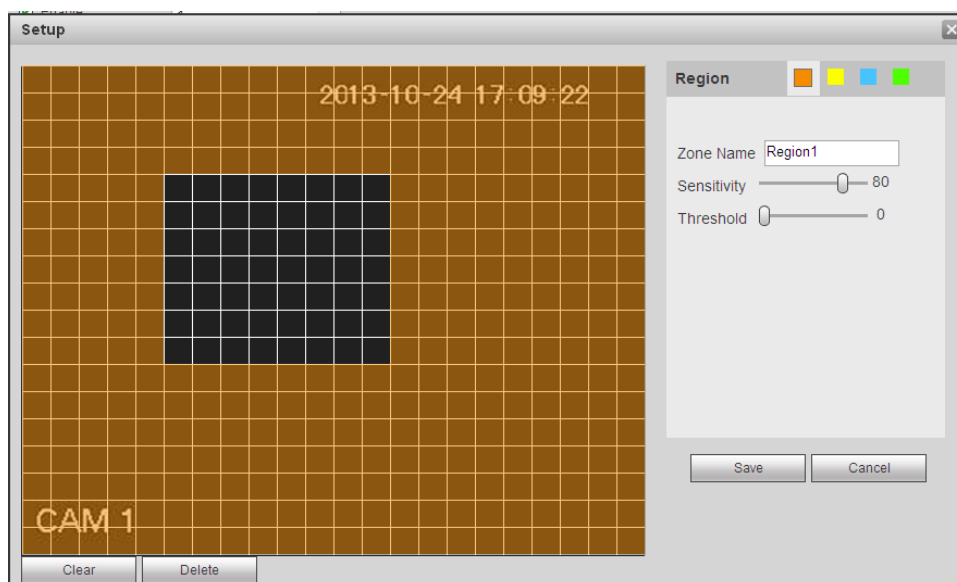 Setup
2013-10-24 17:09:22
Region
Zone Name Region1
Sensitivity 80
Threshold 0
Save Cancel
CAM 1
Clear Delete